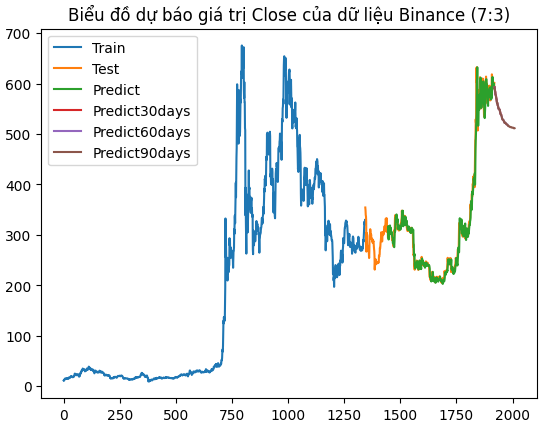 Biểu đồ dự báo giá trị Close của dữ liệu Binance (7:3)
Train
Test
Predict
Predict30days
Predict60days
Predict90days
700
600
500
400
300
200
100
0
0
250
500
750
1000
1250
1500
1750
2000